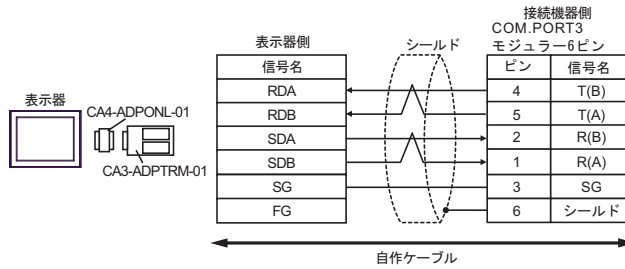 接続機器側
COM.PORT3
モジュラー6ピン
表示器側
シールド
信号名
ピン 信号名
RDA 4 T(B)
RDB 5 T(A)
SDA 2 R(B)
SDB 1 R(A)
SG 3 SG
FG 6 シールド
表示器
CA4-ADPONL-01
CA3-ADPTRM-01
自作ケーブル